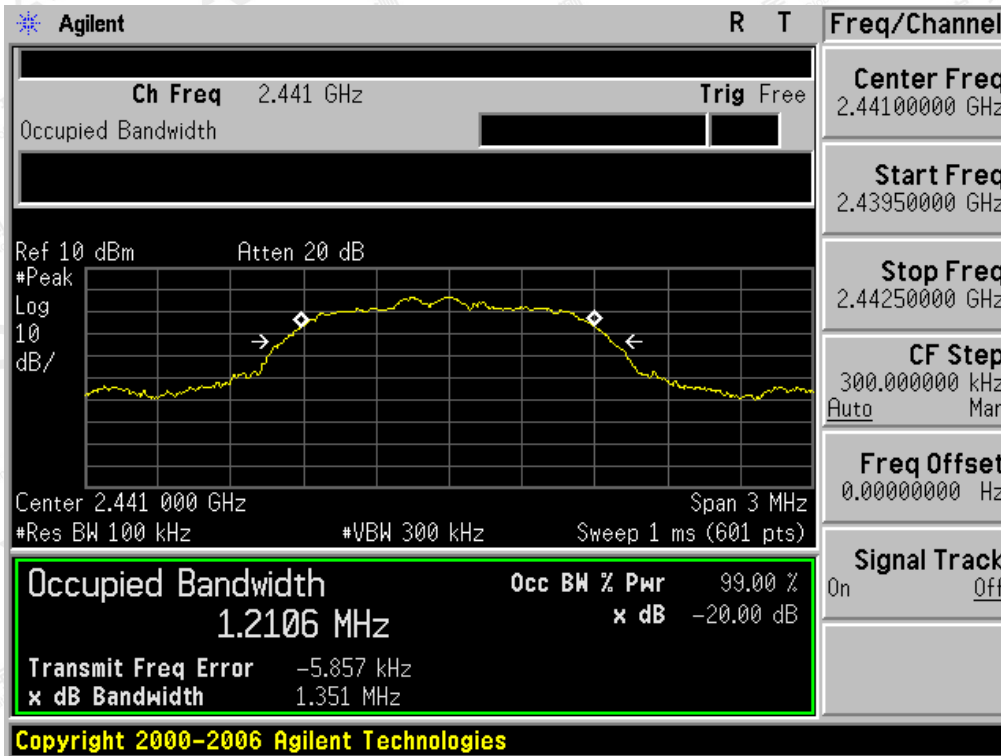 Agilent R T Freq/Channel
Ch Freq 2.441 GHz Trig Free
Occupied Bandwidth
Center Freq
2.44100000 GHz
Start Freq
2.43950000 GHz
Stop Freq
2.44250000 GHz
CF Step
300.000000 kHz
Auto Man
Freq Offset
0.00000000 Hz
Signal Track
On Off
Ref 10 dBm Atten 20 dB
#Peak
Log
10
dB/
Center 2.441 000 GHz Span 3 MHz
#Res BW 100 kHz #VBW 300 kHz Sweep 1 ms (601 pts)
Occupied Bandwidth Occ BW % Pwr 99.00 %
1.2106 MHz x dB -20.00 dB
Transmit Freq Error -5.857 kHz
x dB Bandwidth 1.351 MHz
Copyright 2000-2006 Agilent Technologies